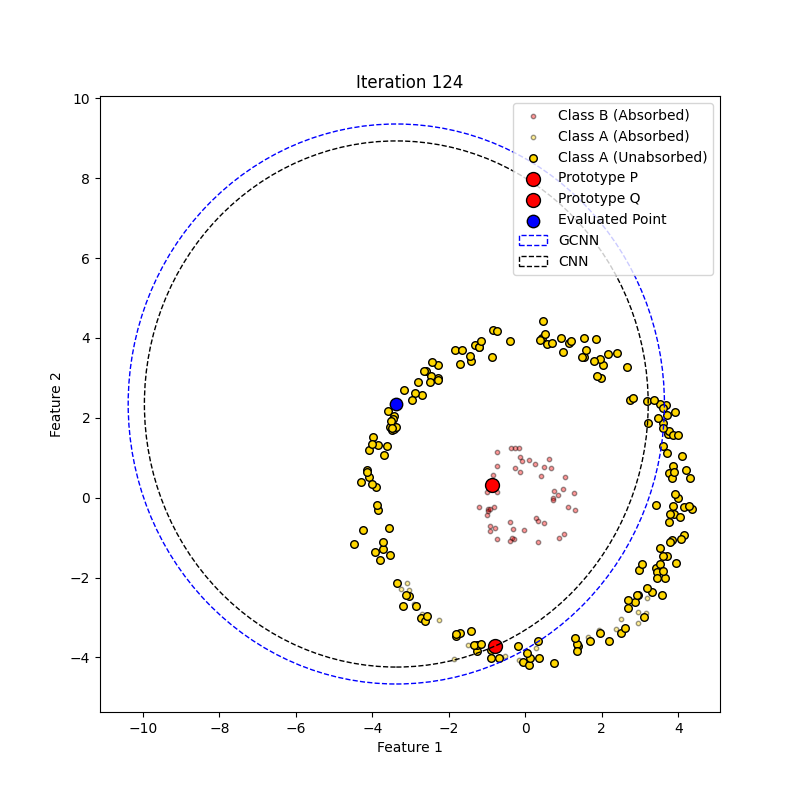 Iteration 124
Class B (Absorbed)
Class A (Absorbed)
Class A (Unabsorbed)
Prototype P
Prototype Q
Evaluated Point
GCNN
CNN
10
8
6
4
2
0
−2
−4
Feature 2
−10
−8
−6
−4
−2
0
2
4
Feature 1